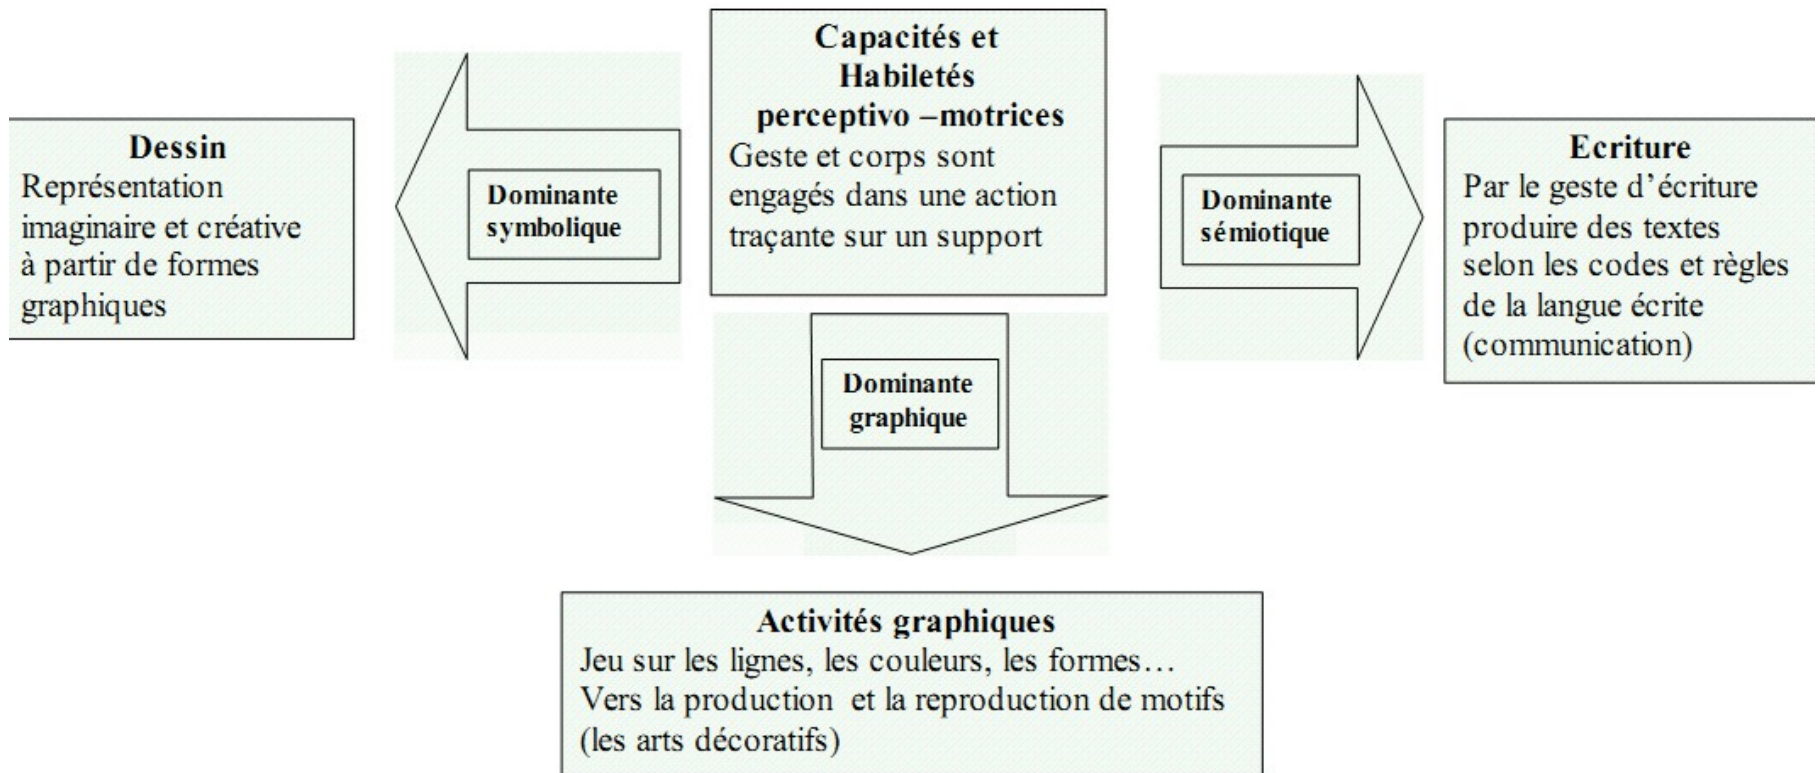 Capacités et
Habiletés
perceptivo –motrices
Geste et corps sont
engagés dans une action
traçante sur un support
Dessin
Représentation
imaginaire et créative
à partir de formes
graphiques
Dominante
symbolique
Dominante
sémiotique
Ecriture
Par le geste d’écriture
produire des textes
selon les codes et règles
de la langue écrite
(communication)
Dominante
graphique
Activités graphiques
Jeu sur les lignes, les couleurs, les formes…
Vers la production et la reproduction de motifs
(les arts décoratifs)